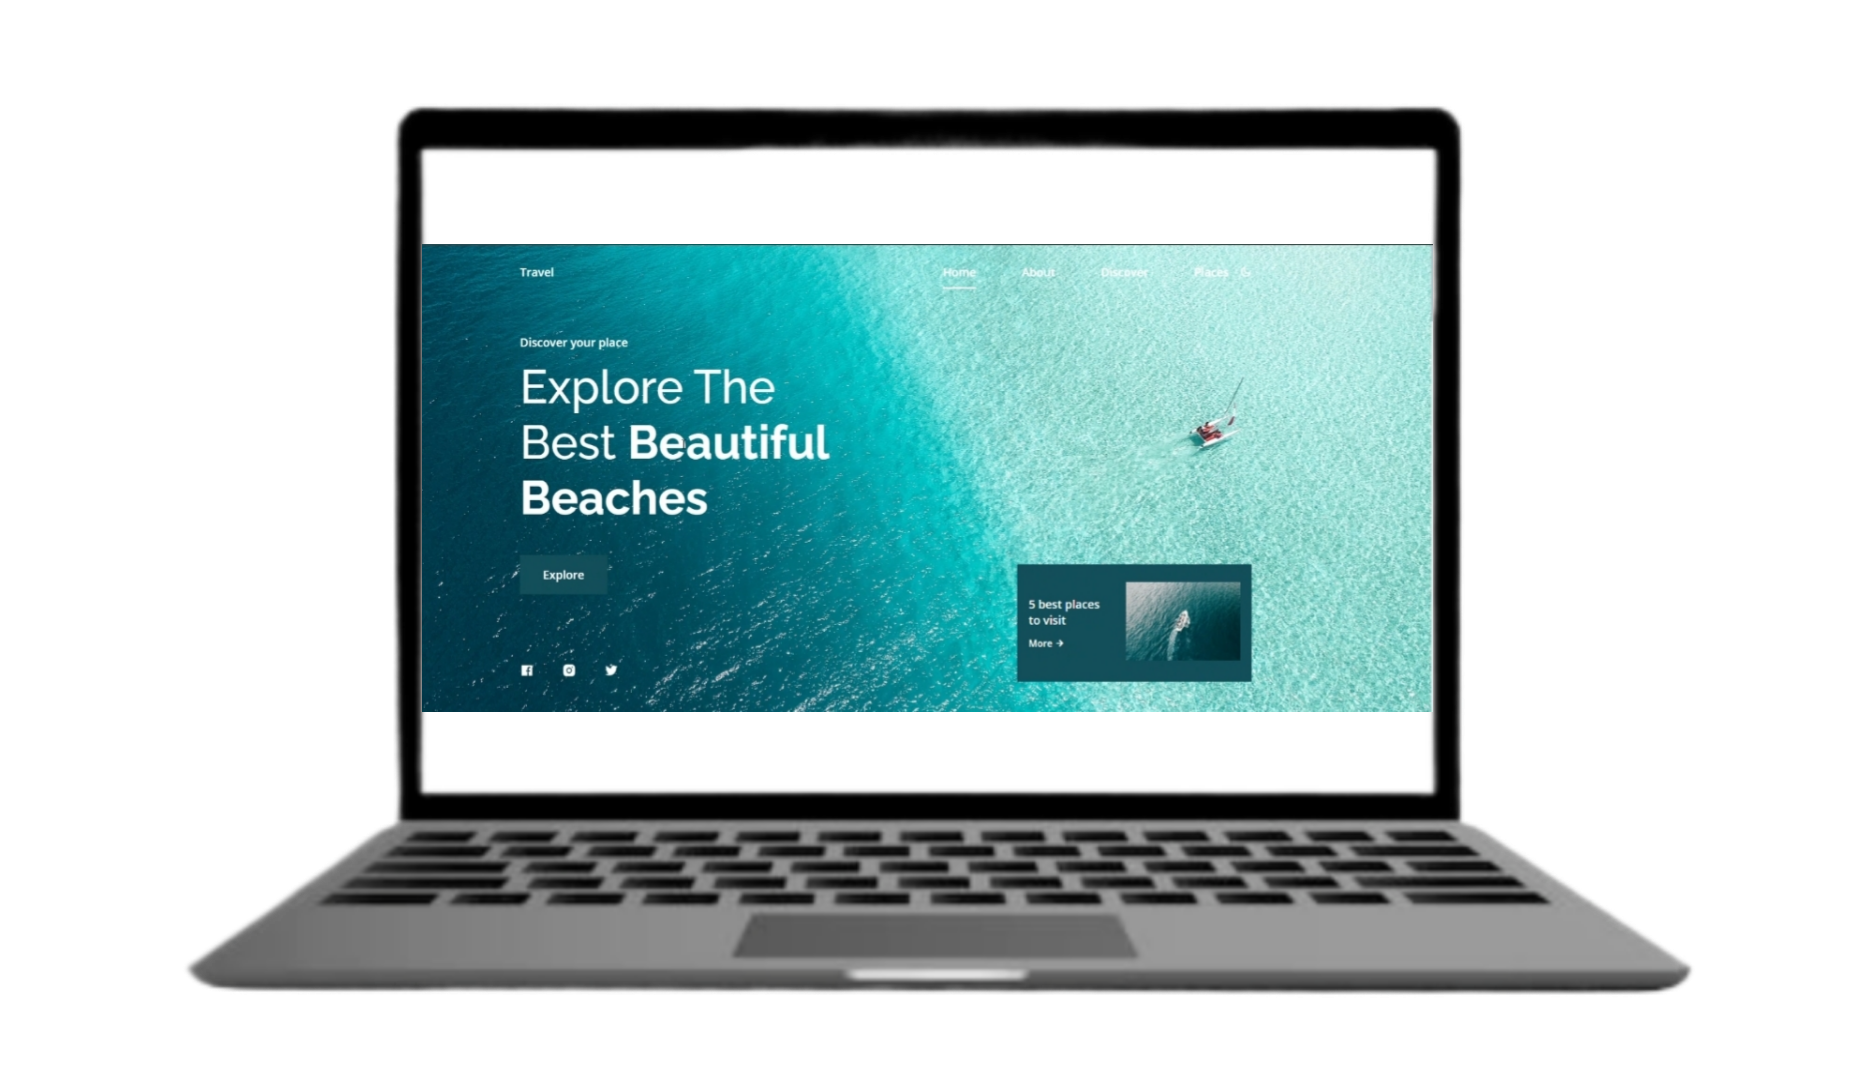 Travel
Home About Discover Places
Discover your place
Explore The
Best Beautiful
Beaches
Explore
5 best places
to visit
More →